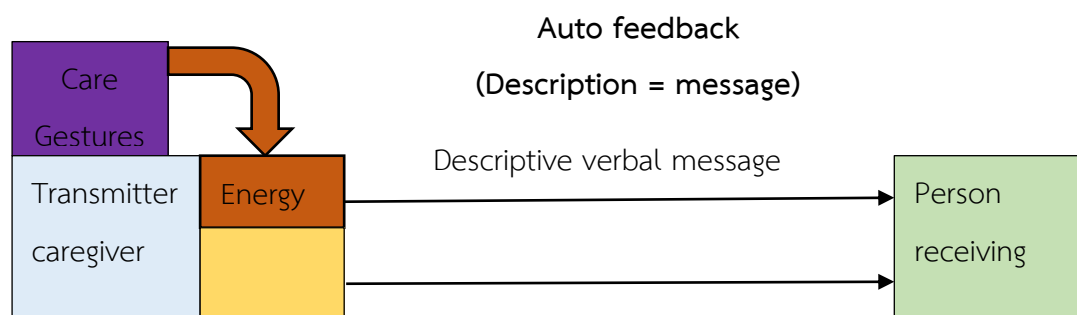 Auto feedback
(Description = message)
Care
Gestures
Descriptive verbal message
Transmitter
caregiver
Energy
Person
receiving